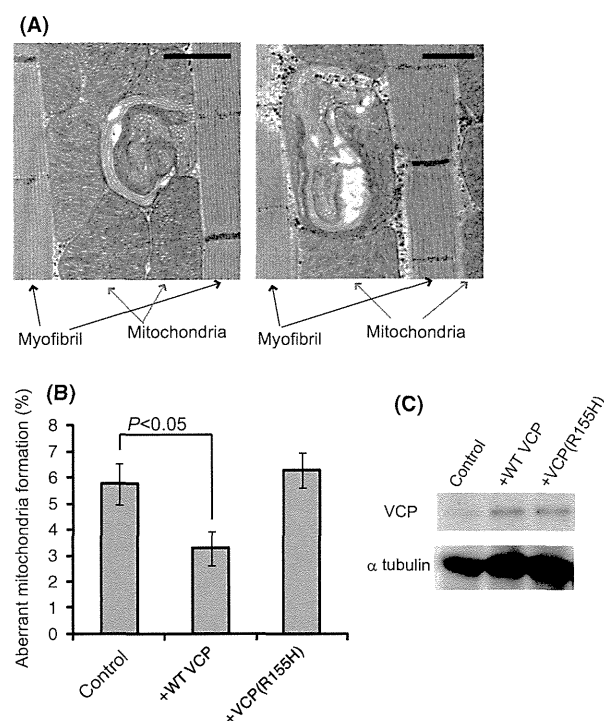 (A)
Myofibril Mitochondria
Myofibril Mitochondria
(B)
Aberrant mitochondria formation (%)
8
7
6
5
4
3
2
1
0
P<0.05
Control
+WT VCP
+VCP(R155H)
(C)
Control
+WT VCP
+VCP(R155H)
VCP
α tubulin